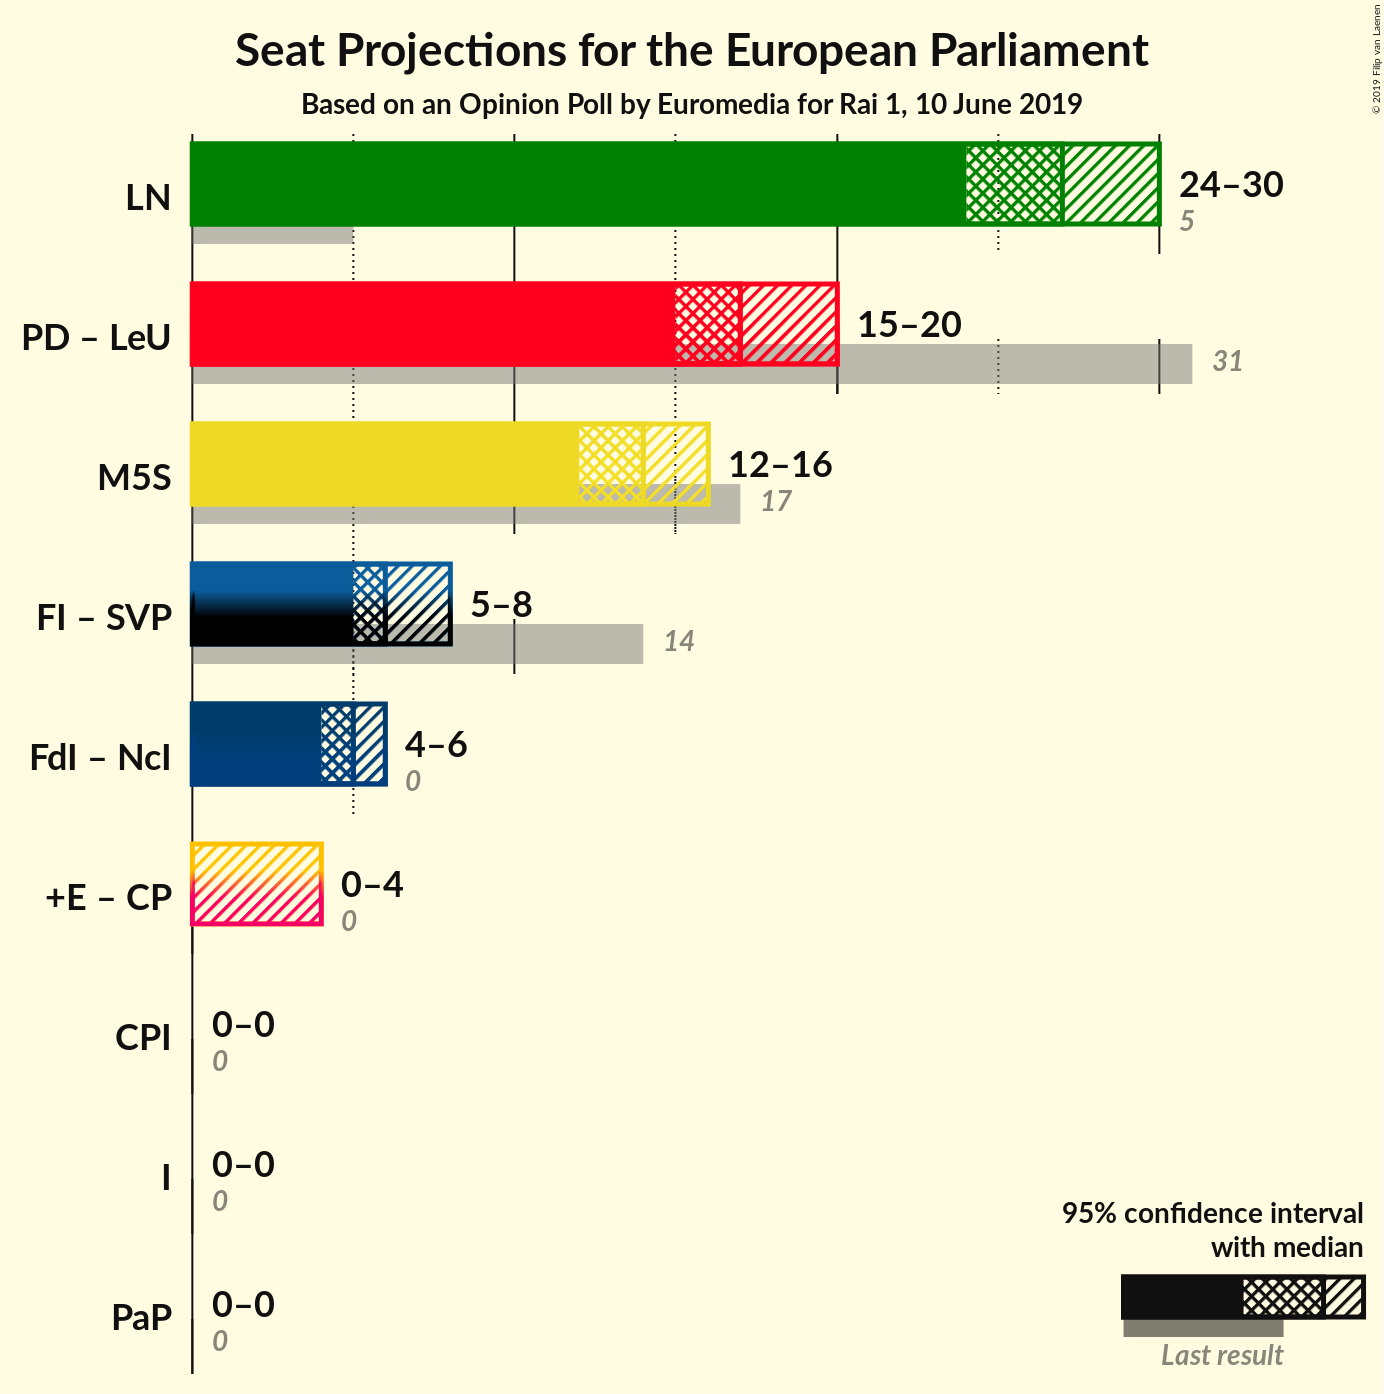 © 2019 Filip van Laenen
Seat Projections for the European Parliament
Based on an Opinion Poll by Euromedia for Rai 1, 10 June 2019
LN
24–30
5
PD – LeU
15–20
31
M5S
12–16
17
FI – SVP
5–8
14
FdI – NcI
4–6
0
+E – CP
0–4
0
CPI
0–0
0
I
0–0
0
PaP
0–0
0
95% confidence interval
with median
Last result